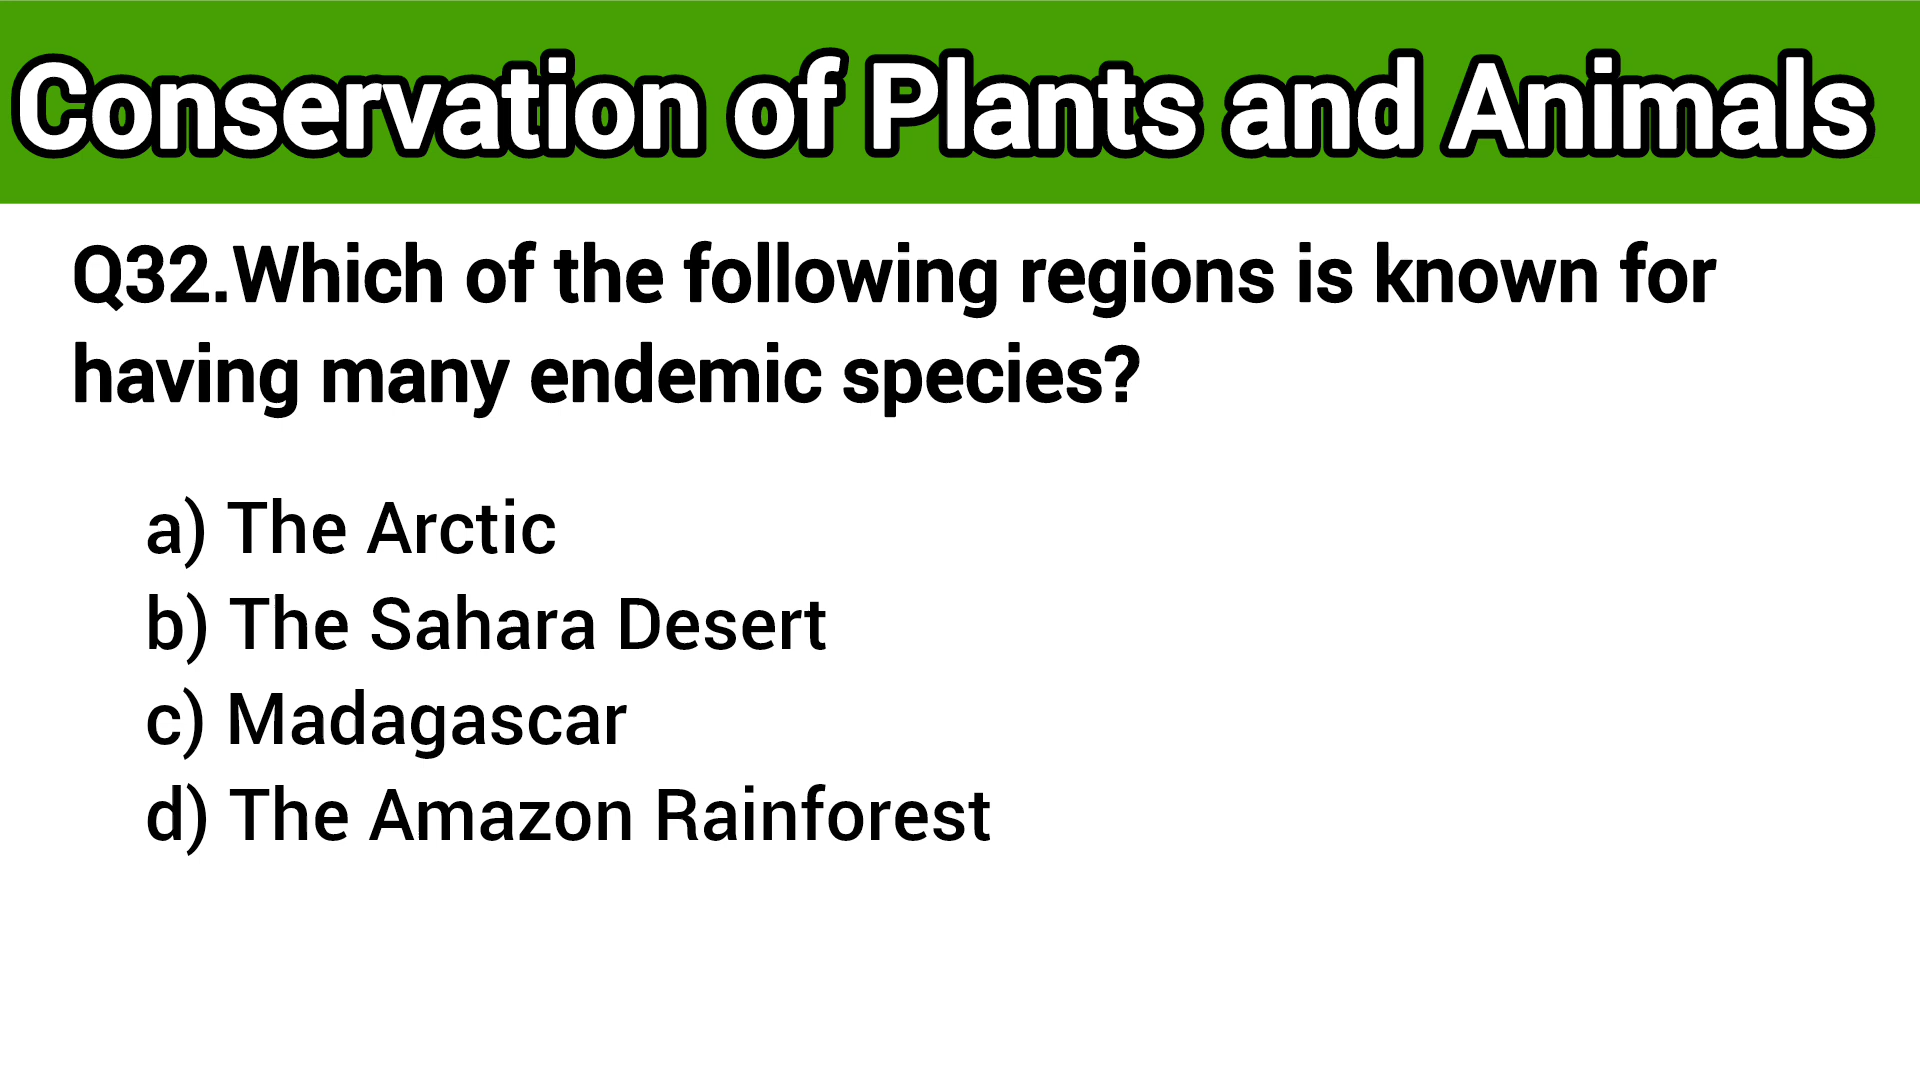 Conservation of Plants and Animals
Q32.Which of the following regions is known for
having many endemic species?
a) The Arctic
b) The Sahara Desert
c) Madagascar
d) The Amazon Rainforest